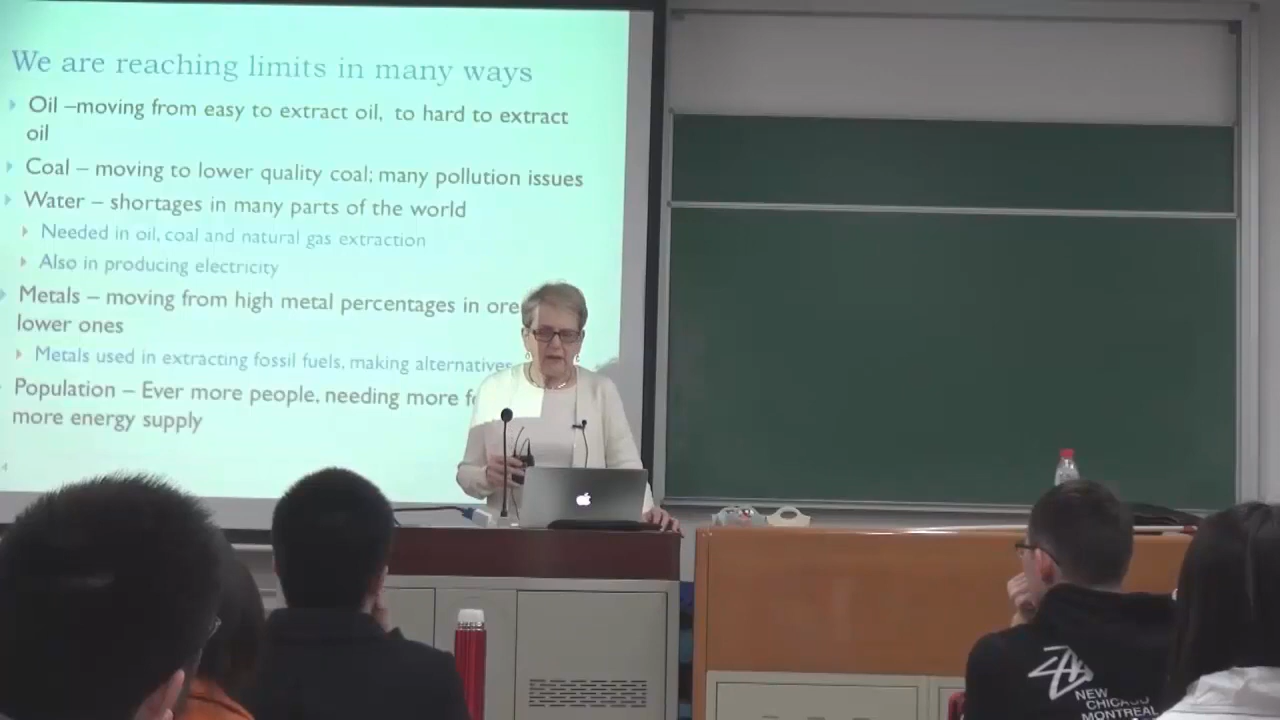 We are reaching limits in many ways
Oil –moving from easy to extract oil, to hard to extract
oil
Coal – moving to lower quality coal; many pollution issues
Water – shortages in many parts of the world
Needed in oil, coal and natural gas extraction
Also in producing electricity
Metals – moving from high metal percentages in ore
lower ones
Metals used in extracting fossil fuels, making alternatives
Population – Ever more people, needing more
more energy supply
4
NEW
CHICAGO
MONTREAL